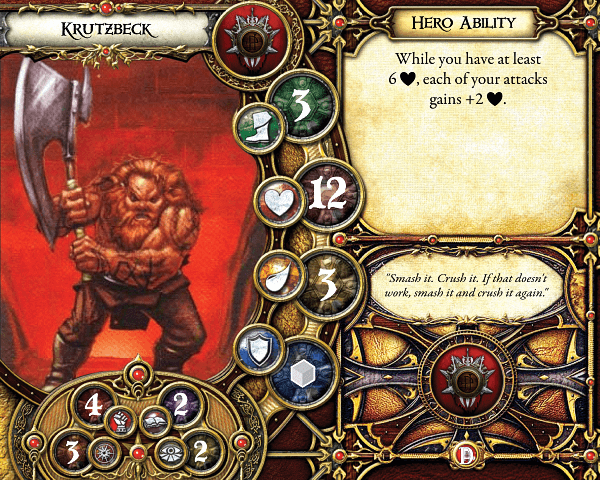 Krutzbeck
Hero Ability
While you have at least
6 ♥, each of your attacks
gains +2 ♥.
3
12
3
"Smash it. Crush it. If that doesn't
work, smash it and crush it again."
4
2
3
2